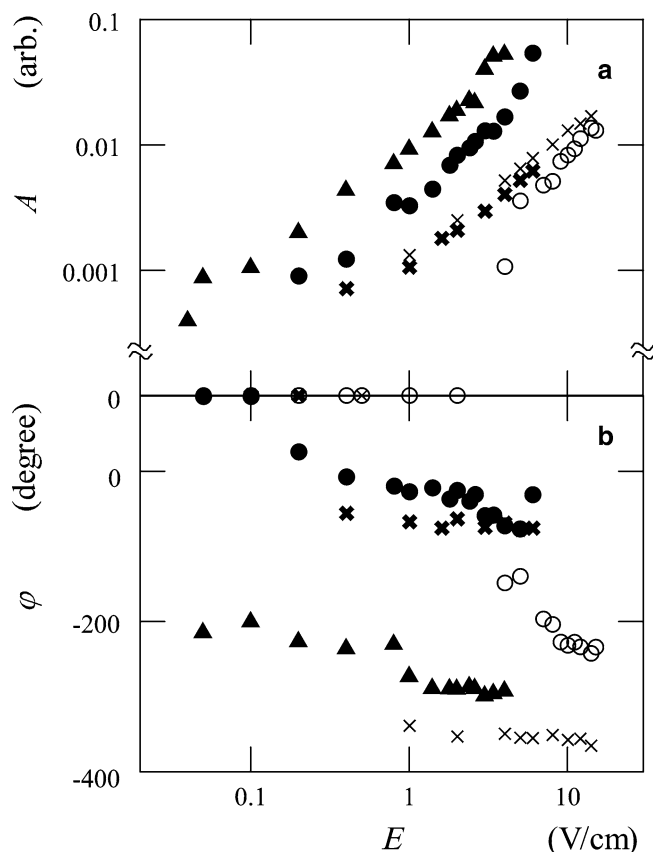 0.1
(arb.)
a
0.01
A
0.001
0
(degree)
b
0
φ
-200
-400
0.1 1 10
E (V/cm)